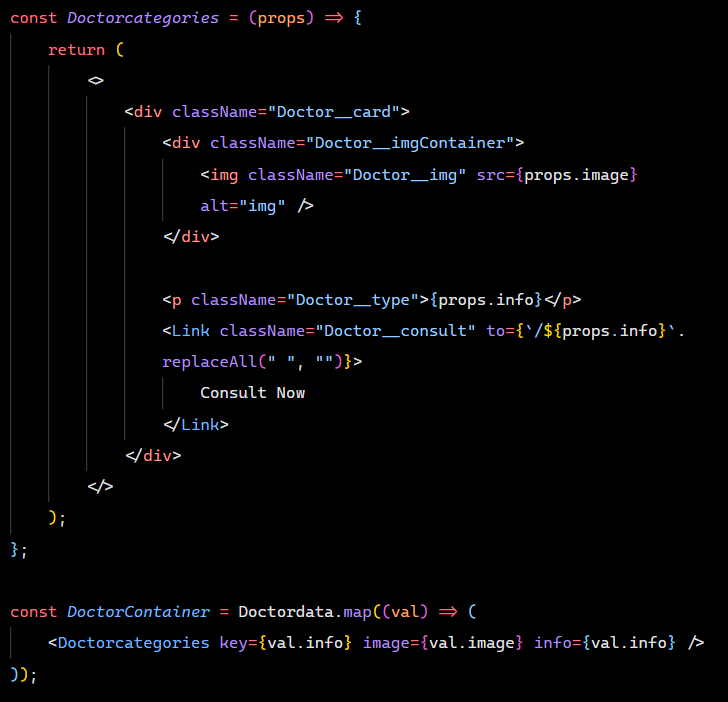 const Doctorcategories = (props) => {
    return (
        <>
            <div className="Doctor__card">
                <div className="Doctor__imgContainer">
                    <img className="Doctor__img" src={props.image}
                    alt="img" />
                </div>

                <p className="Doctor__type">{props.info}</p>
                <Link className="Doctor__consult" to={`/${props.info}`.
                replaceAll(" ", "")}>
                    Consult Now
                </Link>
            </div>
        </>
    );
};

const DoctorContainer = Doctordata.map((val) => (
    <Doctorcategories key={val.info} image={val.image} info={val.info} />
));